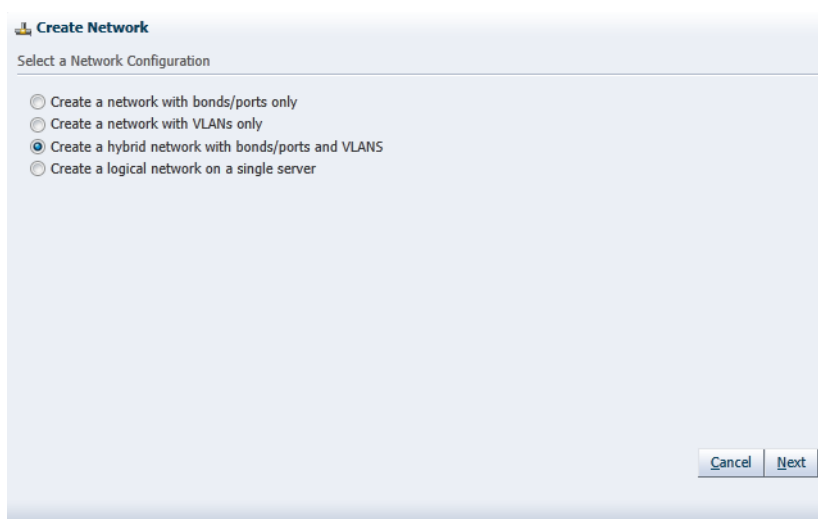 Create Network
Select a Network Configuration
Create a network with bonds/ports only
Create a network with VLANs only
Create a hybrid network with bonds/ports and VLANS
Create a logical network on a single server
Cancel Next